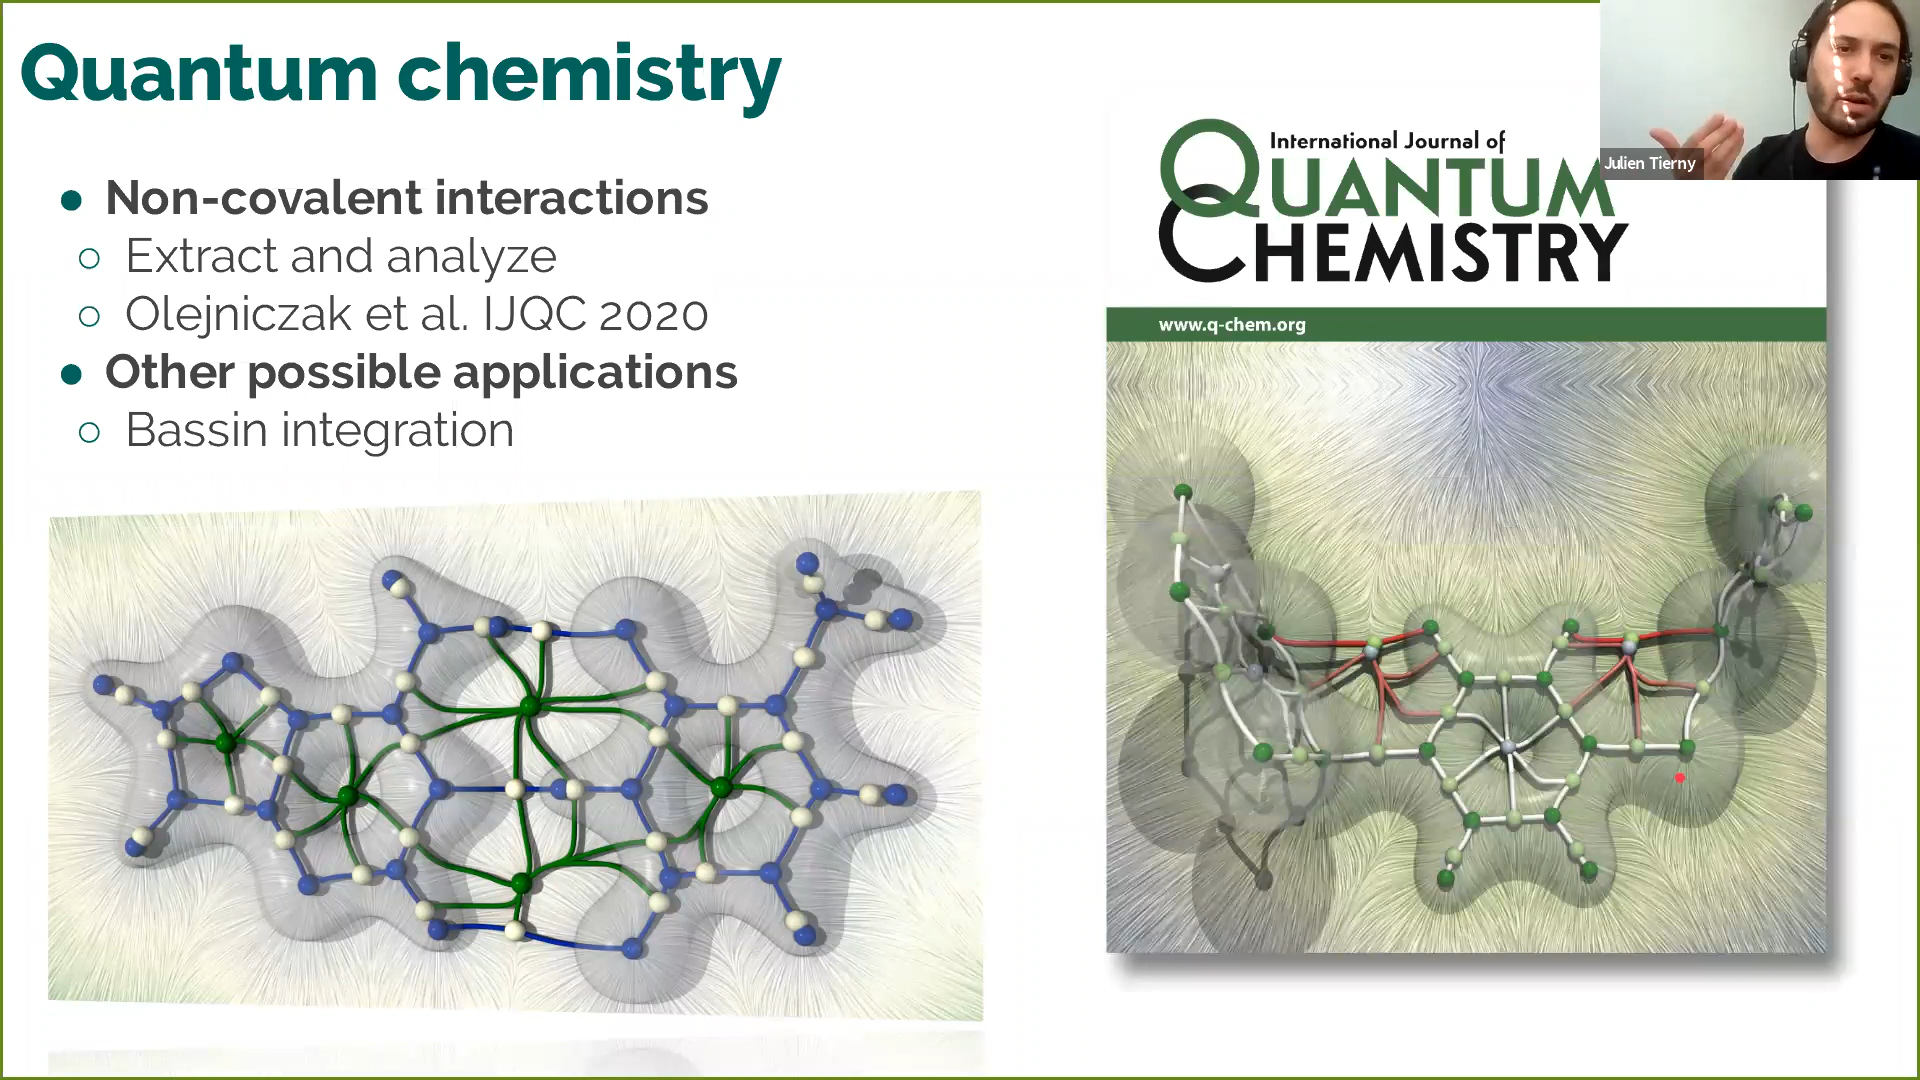 Quantum chemistry
Non-covalent interactions
Extract and analyze
Olejniczak et al. IJQC 2020
Other possible applications
Bassin integration
International Journal of
QUANTUM
CHEMISTRY
www.q-chem.org
Julien Tierny